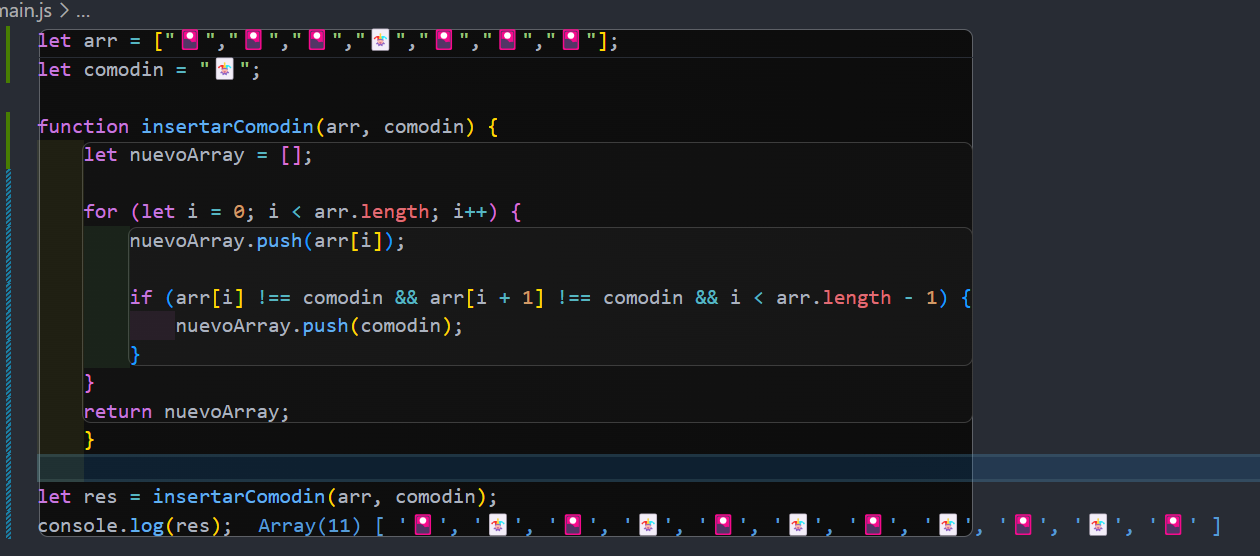 main.js > ...
let arr = ["🎴","🎴","🎴","🃏","🎴","🎴","🎴"];
let comodin = "🃏";
function insertarComodin(arr, comodin) {
let nuevoArray = [];
for (let i = 0; i < arr.length; i++) {
nuevoArray.push(arr[i]);
if (arr[i] !== comodin && arr[i + 1] !== comodin && i < arr.length - 1) {
nuevoArray.push(comodin);
}
}
return nuevoArray;
}
let res = insertarComodin(arr, comodin);
console.log(res); Array(11) [ '🎴', '🃏', '🎴', '🃏', '🎴', '🃏', '🎴', '🃏', '🎴', '🃏', '🎴' ]